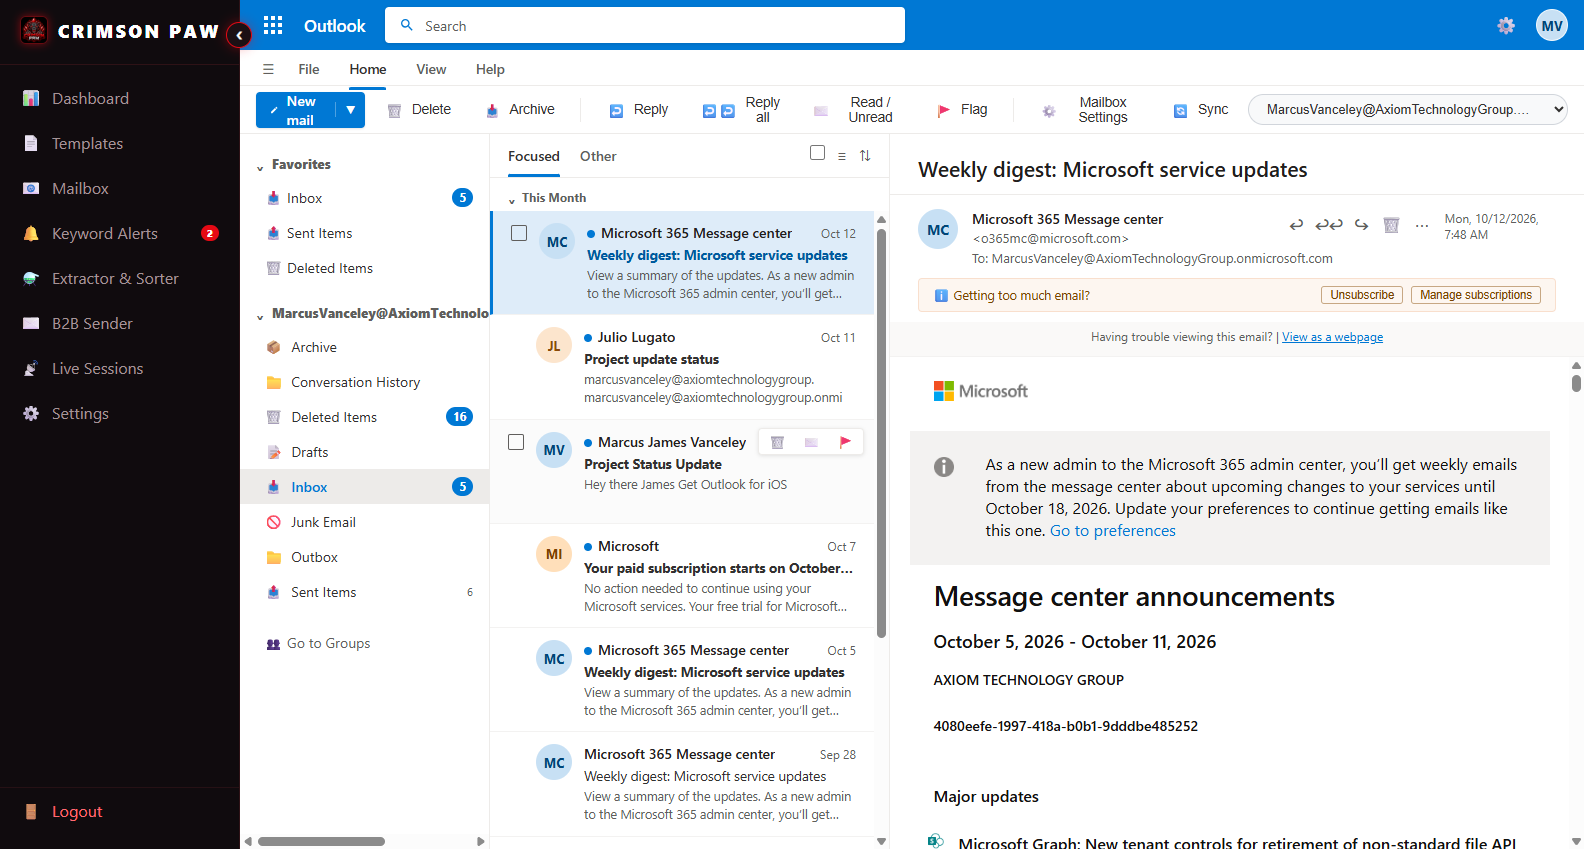 CRIMSON PAW
Dashboard
Templates
Mailbox
Keyword Alerts 2
Extractor & Sorter
B2B Sender
Live Sessions
Settings
Logout
Outlook
Search
MV
File Home View Help
New mail
Delete
Archive
Reply
Reply all
Read / Unread
Flag
Mailbox Settings
Sync
MarcusVanceley@AxiomTechnologyGroup....
Favorites
Inbox 5
Sent Items
Deleted Items
MarcusVanceley@AxiomTechnolo
Archive
Conversation History
Deleted Items 16
Drafts
Inbox 5
Junk Email
Outbox
Sent Items 6
Go to Groups
Focused Other
This Month
MC
Microsoft 365 Message center Oct 12
Weekly digest: Microsoft service updates
View a summary of the updates. As a new admin
to the Microsoft 365 admin center, you'll get...
JL
Julio Lugato Oct 11
Project update status
marcusvanceley@axiomtechnologygroup.
marcusvanceley@axiomtechnologygroup.onmi
MV
Marcus James Vanceley
Project Status Update
Hey there James Get Outlook for iOS
MI
Microsoft Oct 7
Your paid subscription starts on October...
No action needed to continue using your
Microsoft services. Your free trial for Microsoft...
MC
Microsoft 365 Message center Oct 5
Weekly digest: Microsoft service updates
View a summary of the updates. As a new admin
to the Microsoft 365 admin center, you'll get...
MC
Microsoft 365 Message center Sep 28
Weekly digest: Microsoft service updates
View a summary of the updates. As a new admin
to the Microsoft 365 admin center, you'll get...
Weekly digest: Microsoft service updates
MC
Microsoft 365 Message center
<o365mc@microsoft.com>
To: MarcusVanceley@AxiomTechnologyGroup.onmicrosoft.com
Mon, 10/12/2026,
7:48 AM
Getting too much email?
Unsubscribe
Manage subscriptions
Having trouble viewing this email? | View as a webpage
Microsoft
As a new admin to the Microsoft 365 admin center, you'll get weekly emails
from the message center about upcoming changes to your services until
October 18, 2026. Update your preferences to continue getting emails like
this one. Go to preferences
Message center announcements
October 5, 2026 - October 11, 2026
AXIOM TECHNOLOGY GROUP
4080eefe-1997-418a-b0b1-9dddbe485252
Major updates
Microsoft Graph: New tenant controls for retirement of non-standard file API